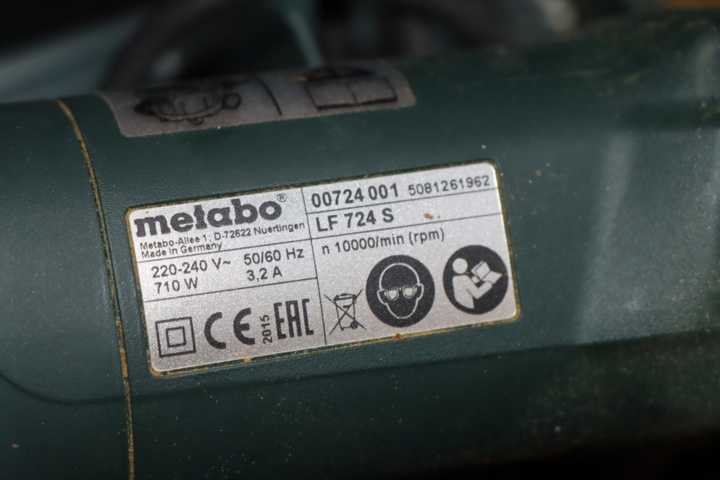 metabo®
Metabo-Allee 1, D-72622 Nuertingen
Made in Germany
220-240 V~ 50/60 Hz
710 W 3,2 A
CE 2015 EAC
00724 001 5081261962
LF 724 S
n 10000/min (rpm)